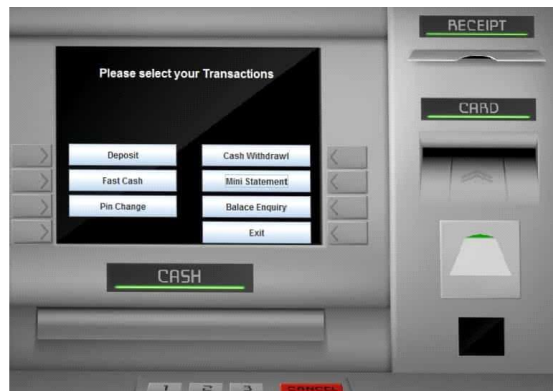 RECEIPT
Please select your Transactions
CARD
Deposit
Cash Withdrawl
Fast Cash
Mini Statement
Pin Change
Balace Enquiry
Exit
CASH
1 2 3 CANCEL